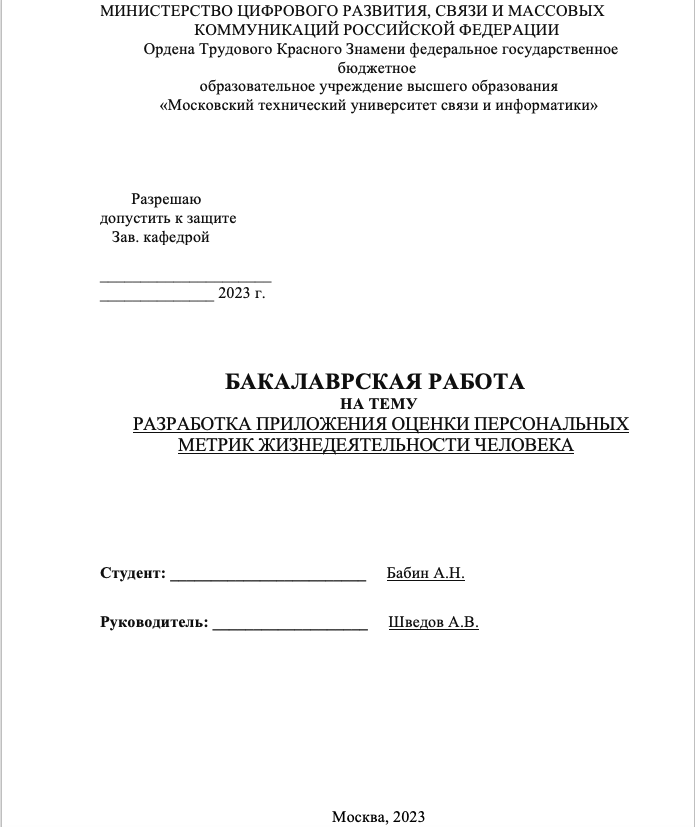 МИНИСТЕРСТВО ЦИФРОВОГО РАЗВИТИЯ, СВЯЗИ И МАССОВЫХ
КОММУНИКАЦИЙ РОССИЙСКОЙ ФЕДЕРАЦИИ
Ордена Трудового Красного Знамени федеральное государственное
бюджетное
образовательное учреждение высшего образования
«Московский технический университет связи и информатики»
Разрешаю
допустить к защите
Зав. кафедрой
_____________________
______________ 2023 г.
БАКАЛАВРСКАЯ РАБОТА
НА ТЕМУ
РАЗРАБОТКА ПРИЛОЖЕНИЯ ОЦЕНКИ ПЕРСОНАЛЬНЫХ
МЕТРИК ЖИЗНЕДЕЯТЕЛЬНОСТИ ЧЕЛОВЕКА
Студент: ________________________ Бабин А.Н.
Руководитель: ___________________ Шведов А.В.
Москва, 2023